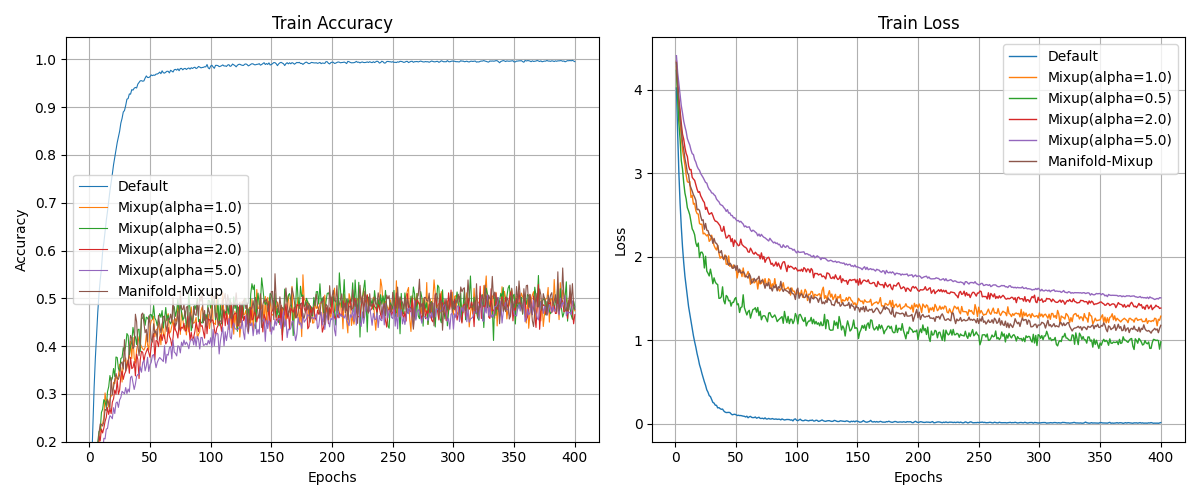 Train Accuracy
1.0
0.9
0.8
0.7
0.6
0.5
0.4
0.3
0.2
Accuracy
Default
Mixup(alpha=1.0)
Mixup(alpha=0.5)
Mixup(alpha=2.0)
Mixup(alpha=5.0)
Manifold-Mixup
0 50 100 150 200 250 300 350 400
Epochs
Train Loss
4
3
2
1
0
Loss
Default
Mixup(alpha=1.0)
Mixup(alpha=0.5)
Mixup(alpha=2.0)
Mixup(alpha=5.0)
Manifold-Mixup
0 50 100 150 200 250 300 350 400
Epochs